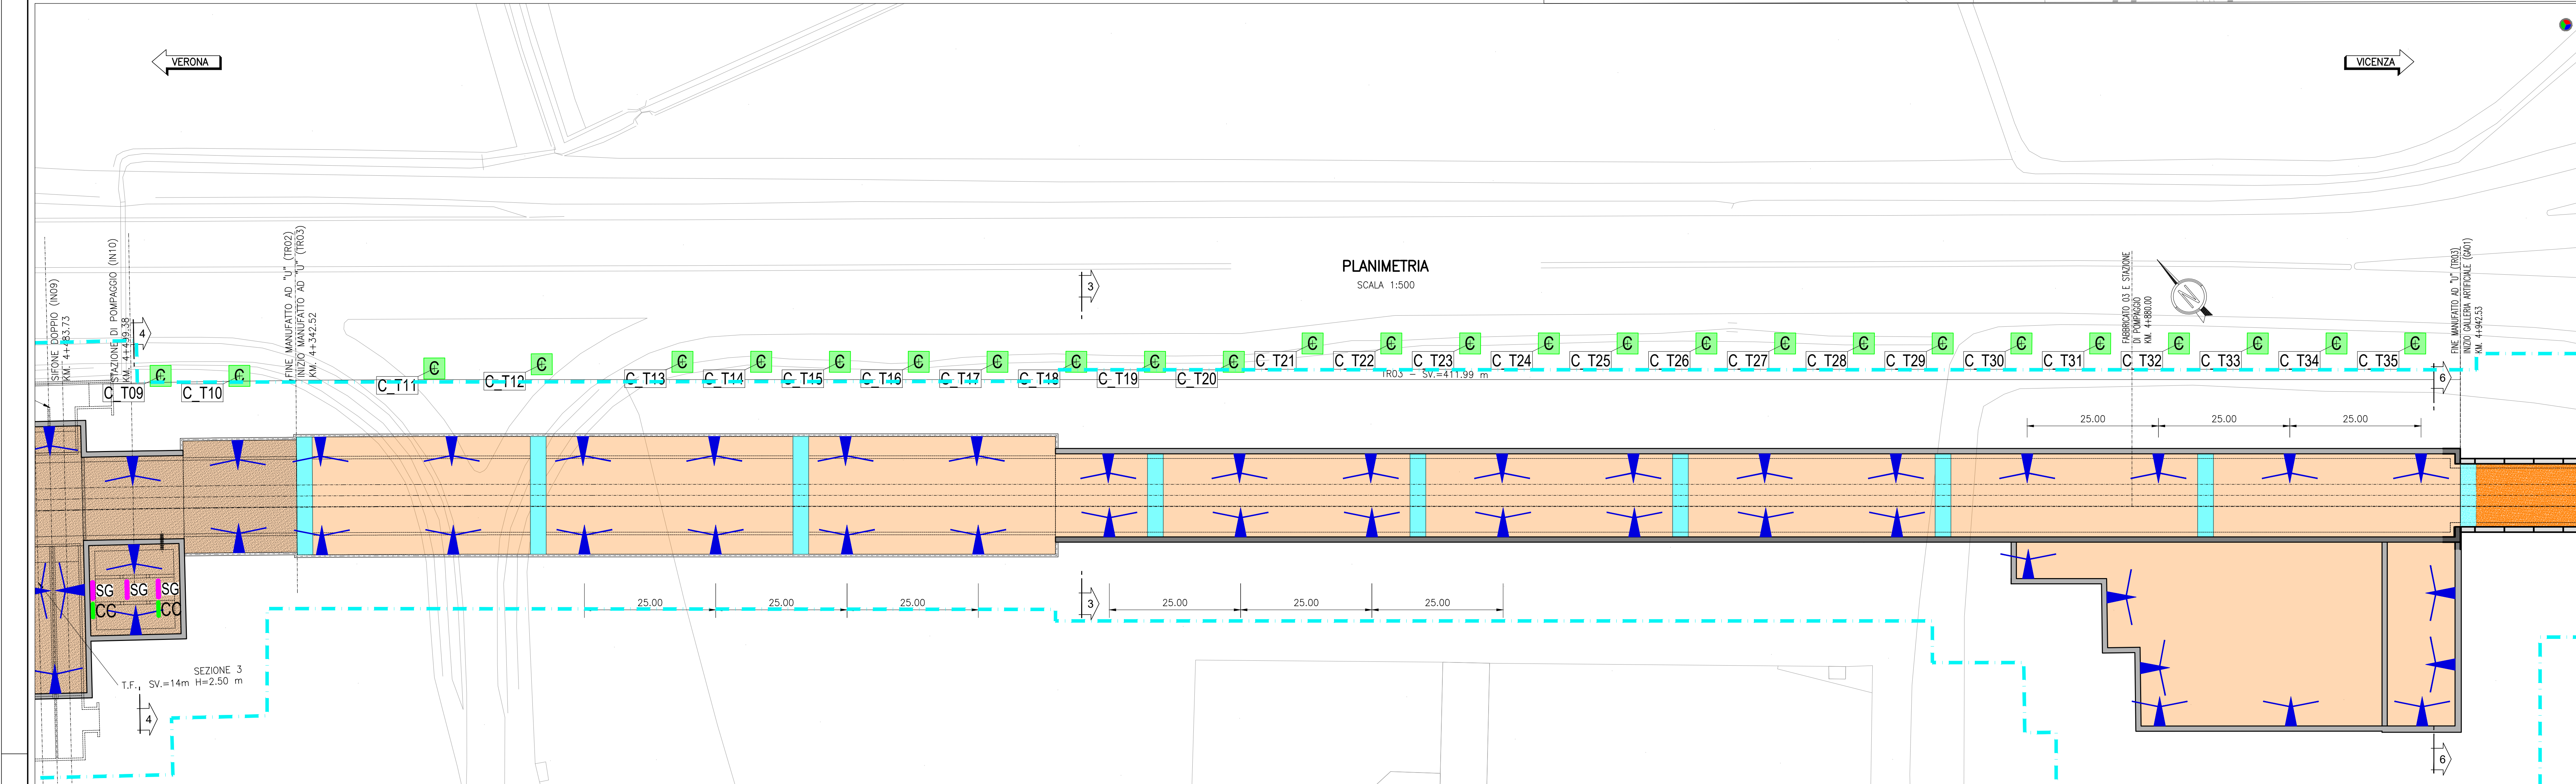 VERONA
VICENZA
PLANIMETRIA
SCALA 1:500
SIFONE DOPPIO (IN09)
KM. 4+483.73
STAZIONE DI POMPAGGIO (IN10)
KM. 4+499.38
FINE MANUFATTO AD "U" (TR02)
INIZIO MANUFATTO AD "U" (TR03)
KM. 4+342.52
FABBRICATO 03 E STAZIONE
DI POMPAGGIO
KM. 4+880.00
FINE MANUFATTO AD "U" (TR03)
INIZIO GALLERIA ARTIFICIALE (GA01)
KM. 4+942.53
3
4
N
C_T09
C_T10
C_T11
C_T12
C_T13
C_T14
C_T15
C_T16
C_T17
C_T18
C_T19
C_T20
C_T21
C_T22
C_T23
C_T24
C_T25
C_T26
C_T27
C_T28
C_T29
C_T30
C_T31
C_T32
C_T33
C_T34
C_T35
TR03 - SV.=411.99 m
6
25.00
25.00
25.00
SG
SG
SG
CC
CC
25.00
25.00
25.00
3
25.00
25.00
25.00
SEZIONE 3
T.F. SV.=14m H=2.50 m
4
6